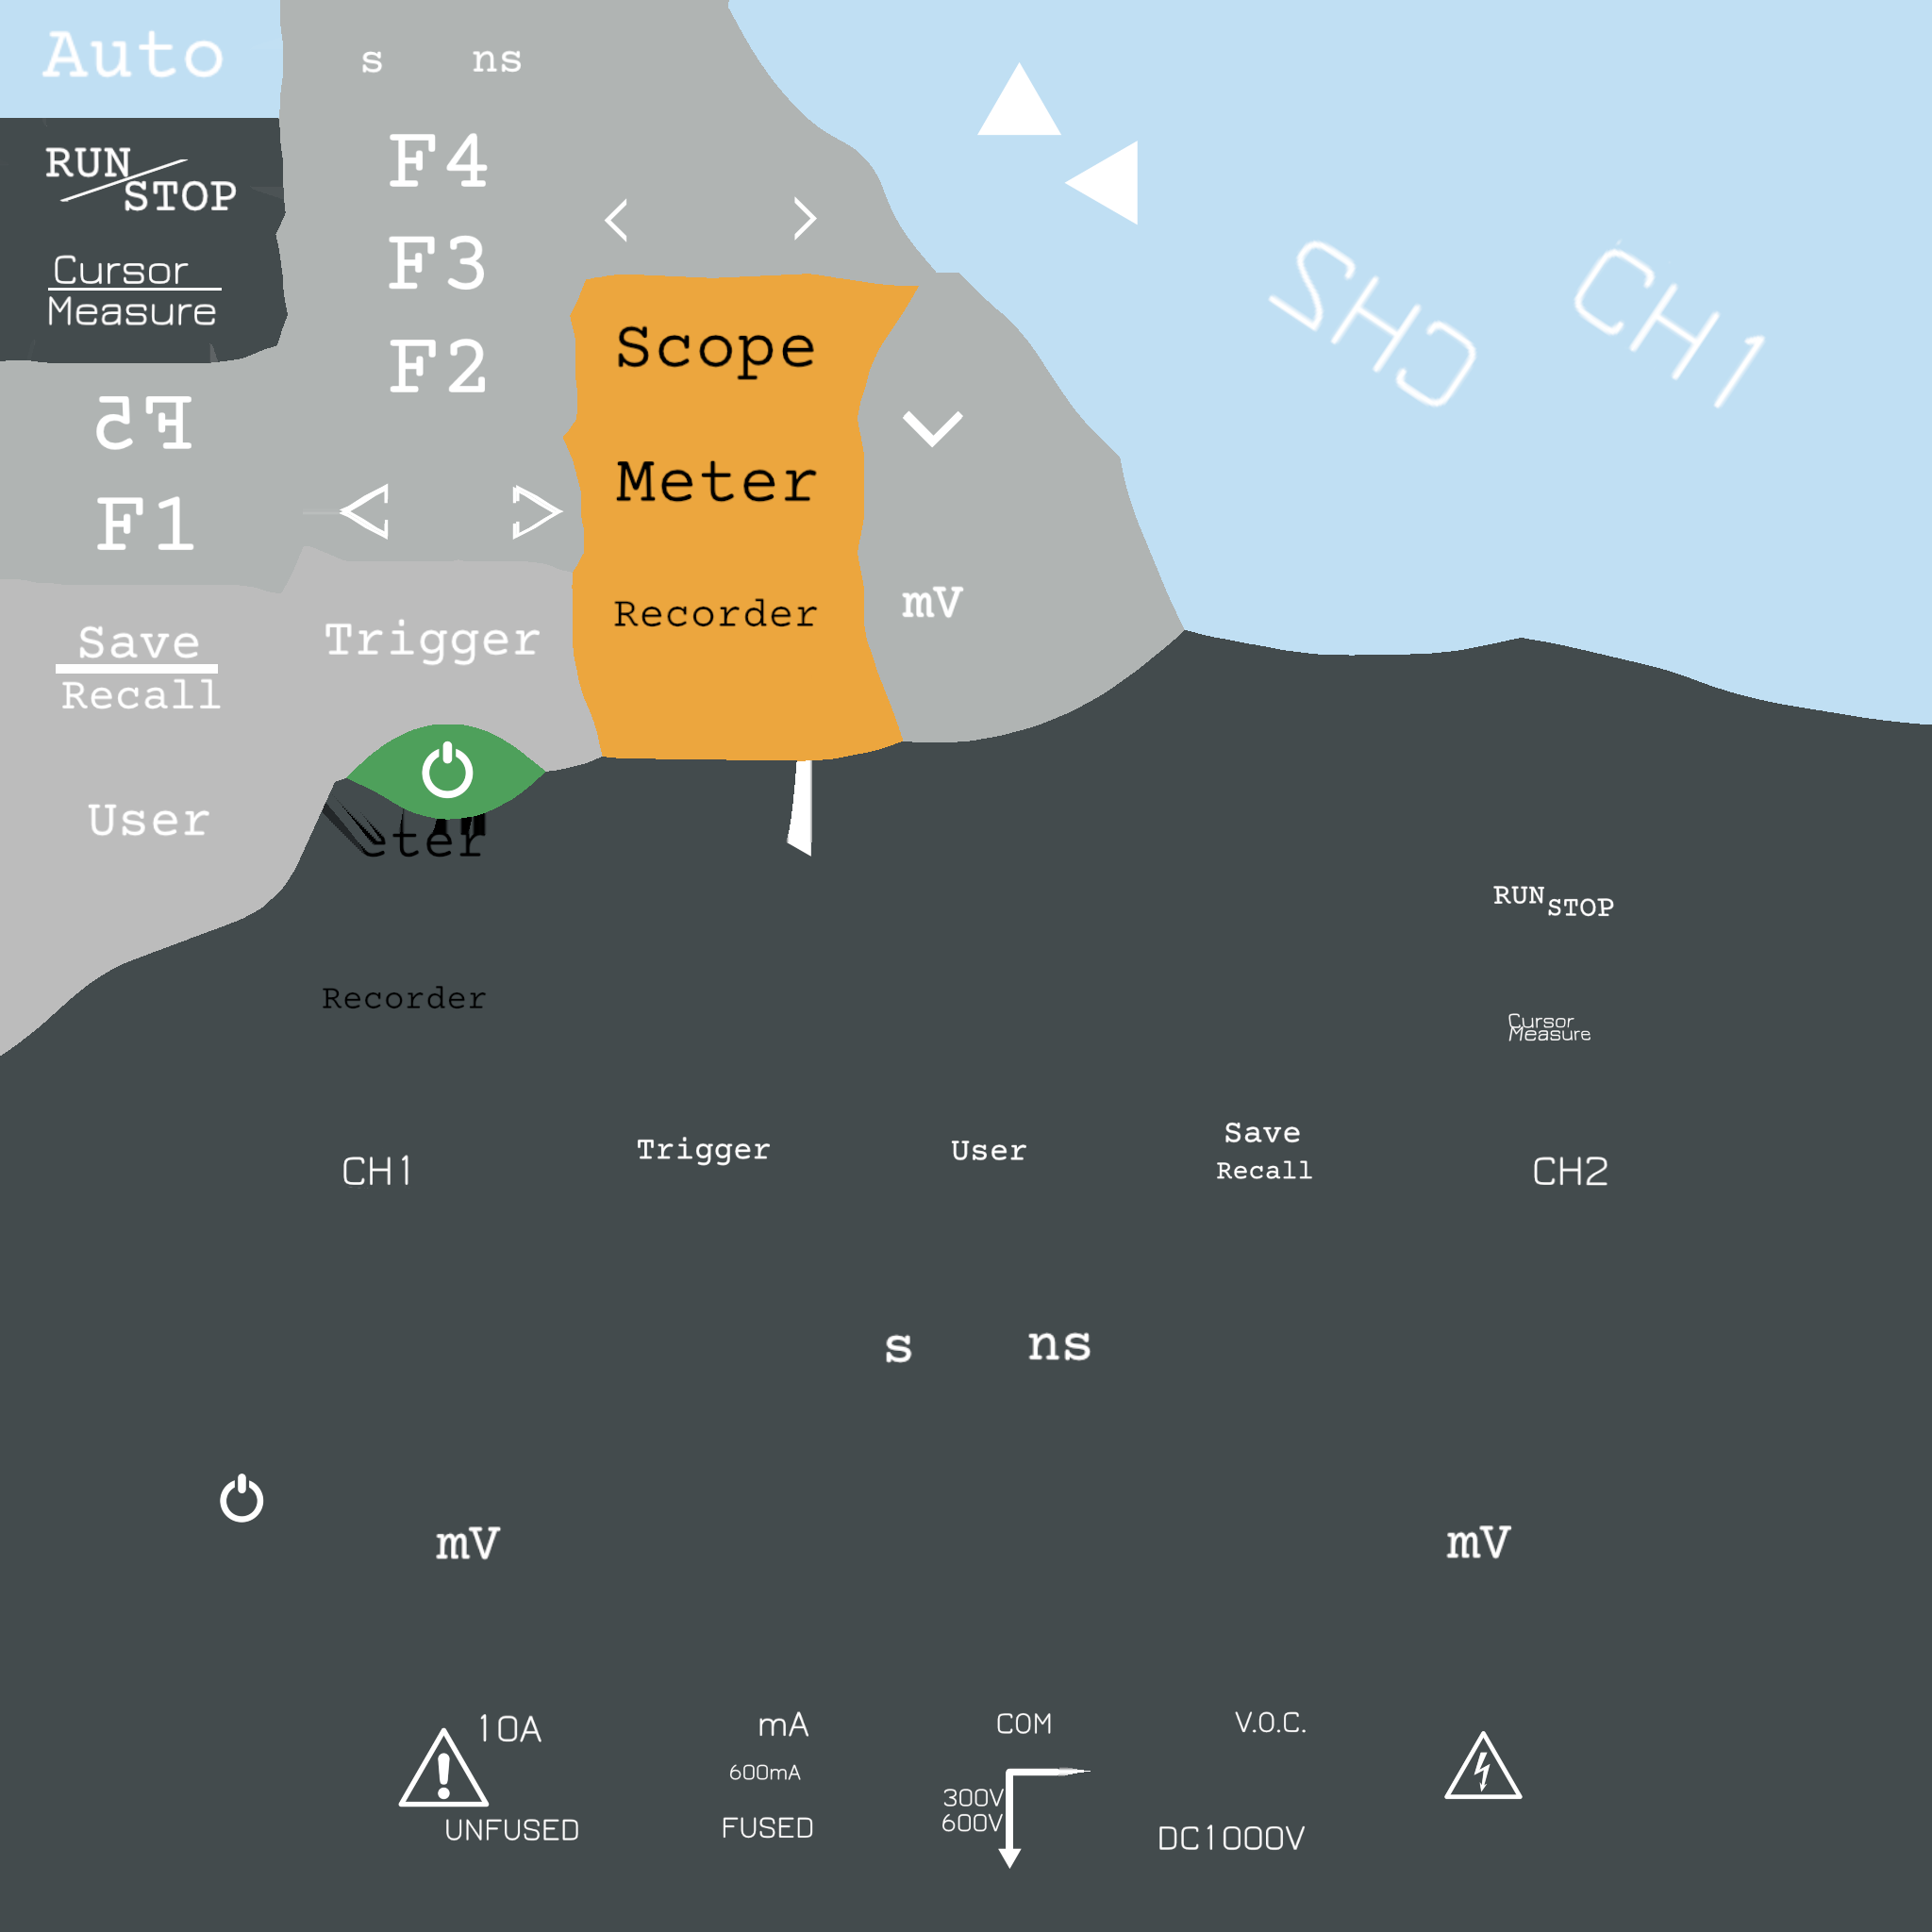 Auto
s ns
RUN
STOP
F4
Cursor
Measure
F3
CH2 CH1
F2
Scope
F5
F1
Meter
Recorder
mV
Save
Recall
Trigger
User
eter
RUN
STOP
Recorder
Cursor
Measure
CH1
Trigger
User
Save
Recall
CH2
s ns
mV
mV
10A
mA
COM
V.O.C.
600mA
300V
600V
UNFUSED
FUSED
DC1000V